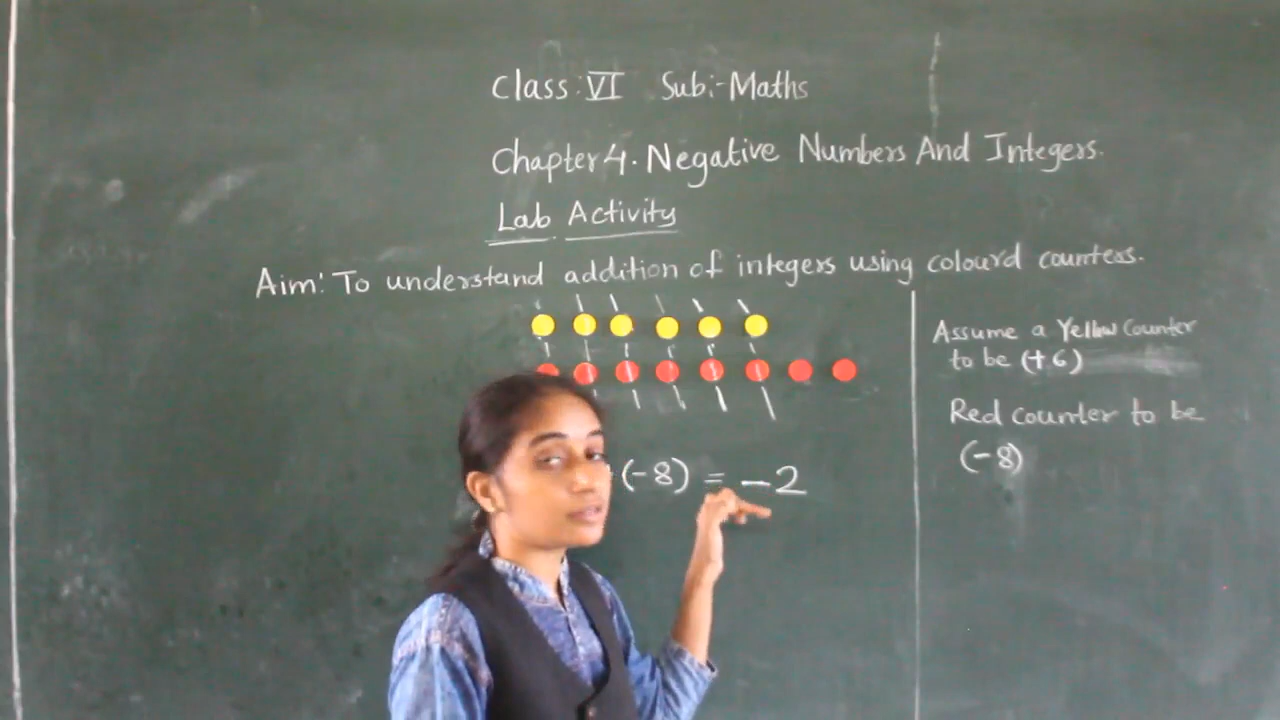 Class: VI Sub:-Maths
Chapter 4. Negative Numbers And Integers.
Lab Activity
Aim: To understand addition of integers using colourd counters.
(-8) = -2
Assume a Yellow Counter
to be (+6)
Red counter to be
(-8)